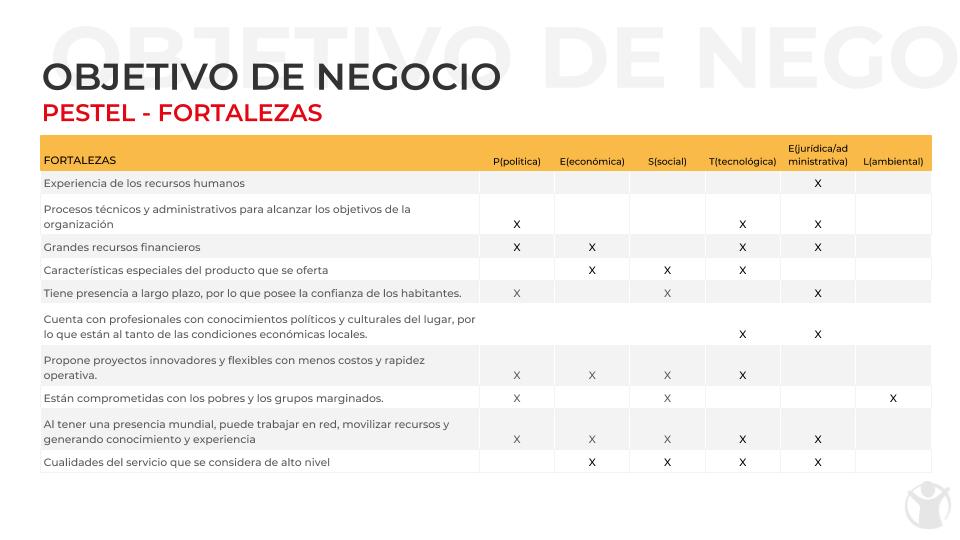 OBJETIVO DE NEGO
OBJETIVO DE NEGOCIO
PESTEL - FORTALEZAS
FORTALEZAS P(politica) E(económica) S(social) T(tecnológica) E(jurídica/ad ministrativa) L(ambiental)
Experiencia de los recursos humanos X
Procesos técnicos y administrativos para alcanzar los objetivos de la
organización X X X
Grandes recursos financieros X X X X
Características especiales del producto que se oferta X X X
Tiene presencia a largo plazo, por lo que posee la confianza de los habitantes. X X X
Cuenta con profesionales con conocimientos políticos y culturales del lugar, por
lo que están al tanto de las condiciones económicas locales. X X
Propone proyectos innovadores y flexibles con menos costos y rapidez
operativa. X X X X
Están comprometidas con los pobres y los grupos marginados. X X X
Al tener una presencia mundial, puede trabajar en red, movilizar recursos y
generando conocimiento y experiencia X X X X X
Cualidades del servicio que se considera de alto nivel X X X X